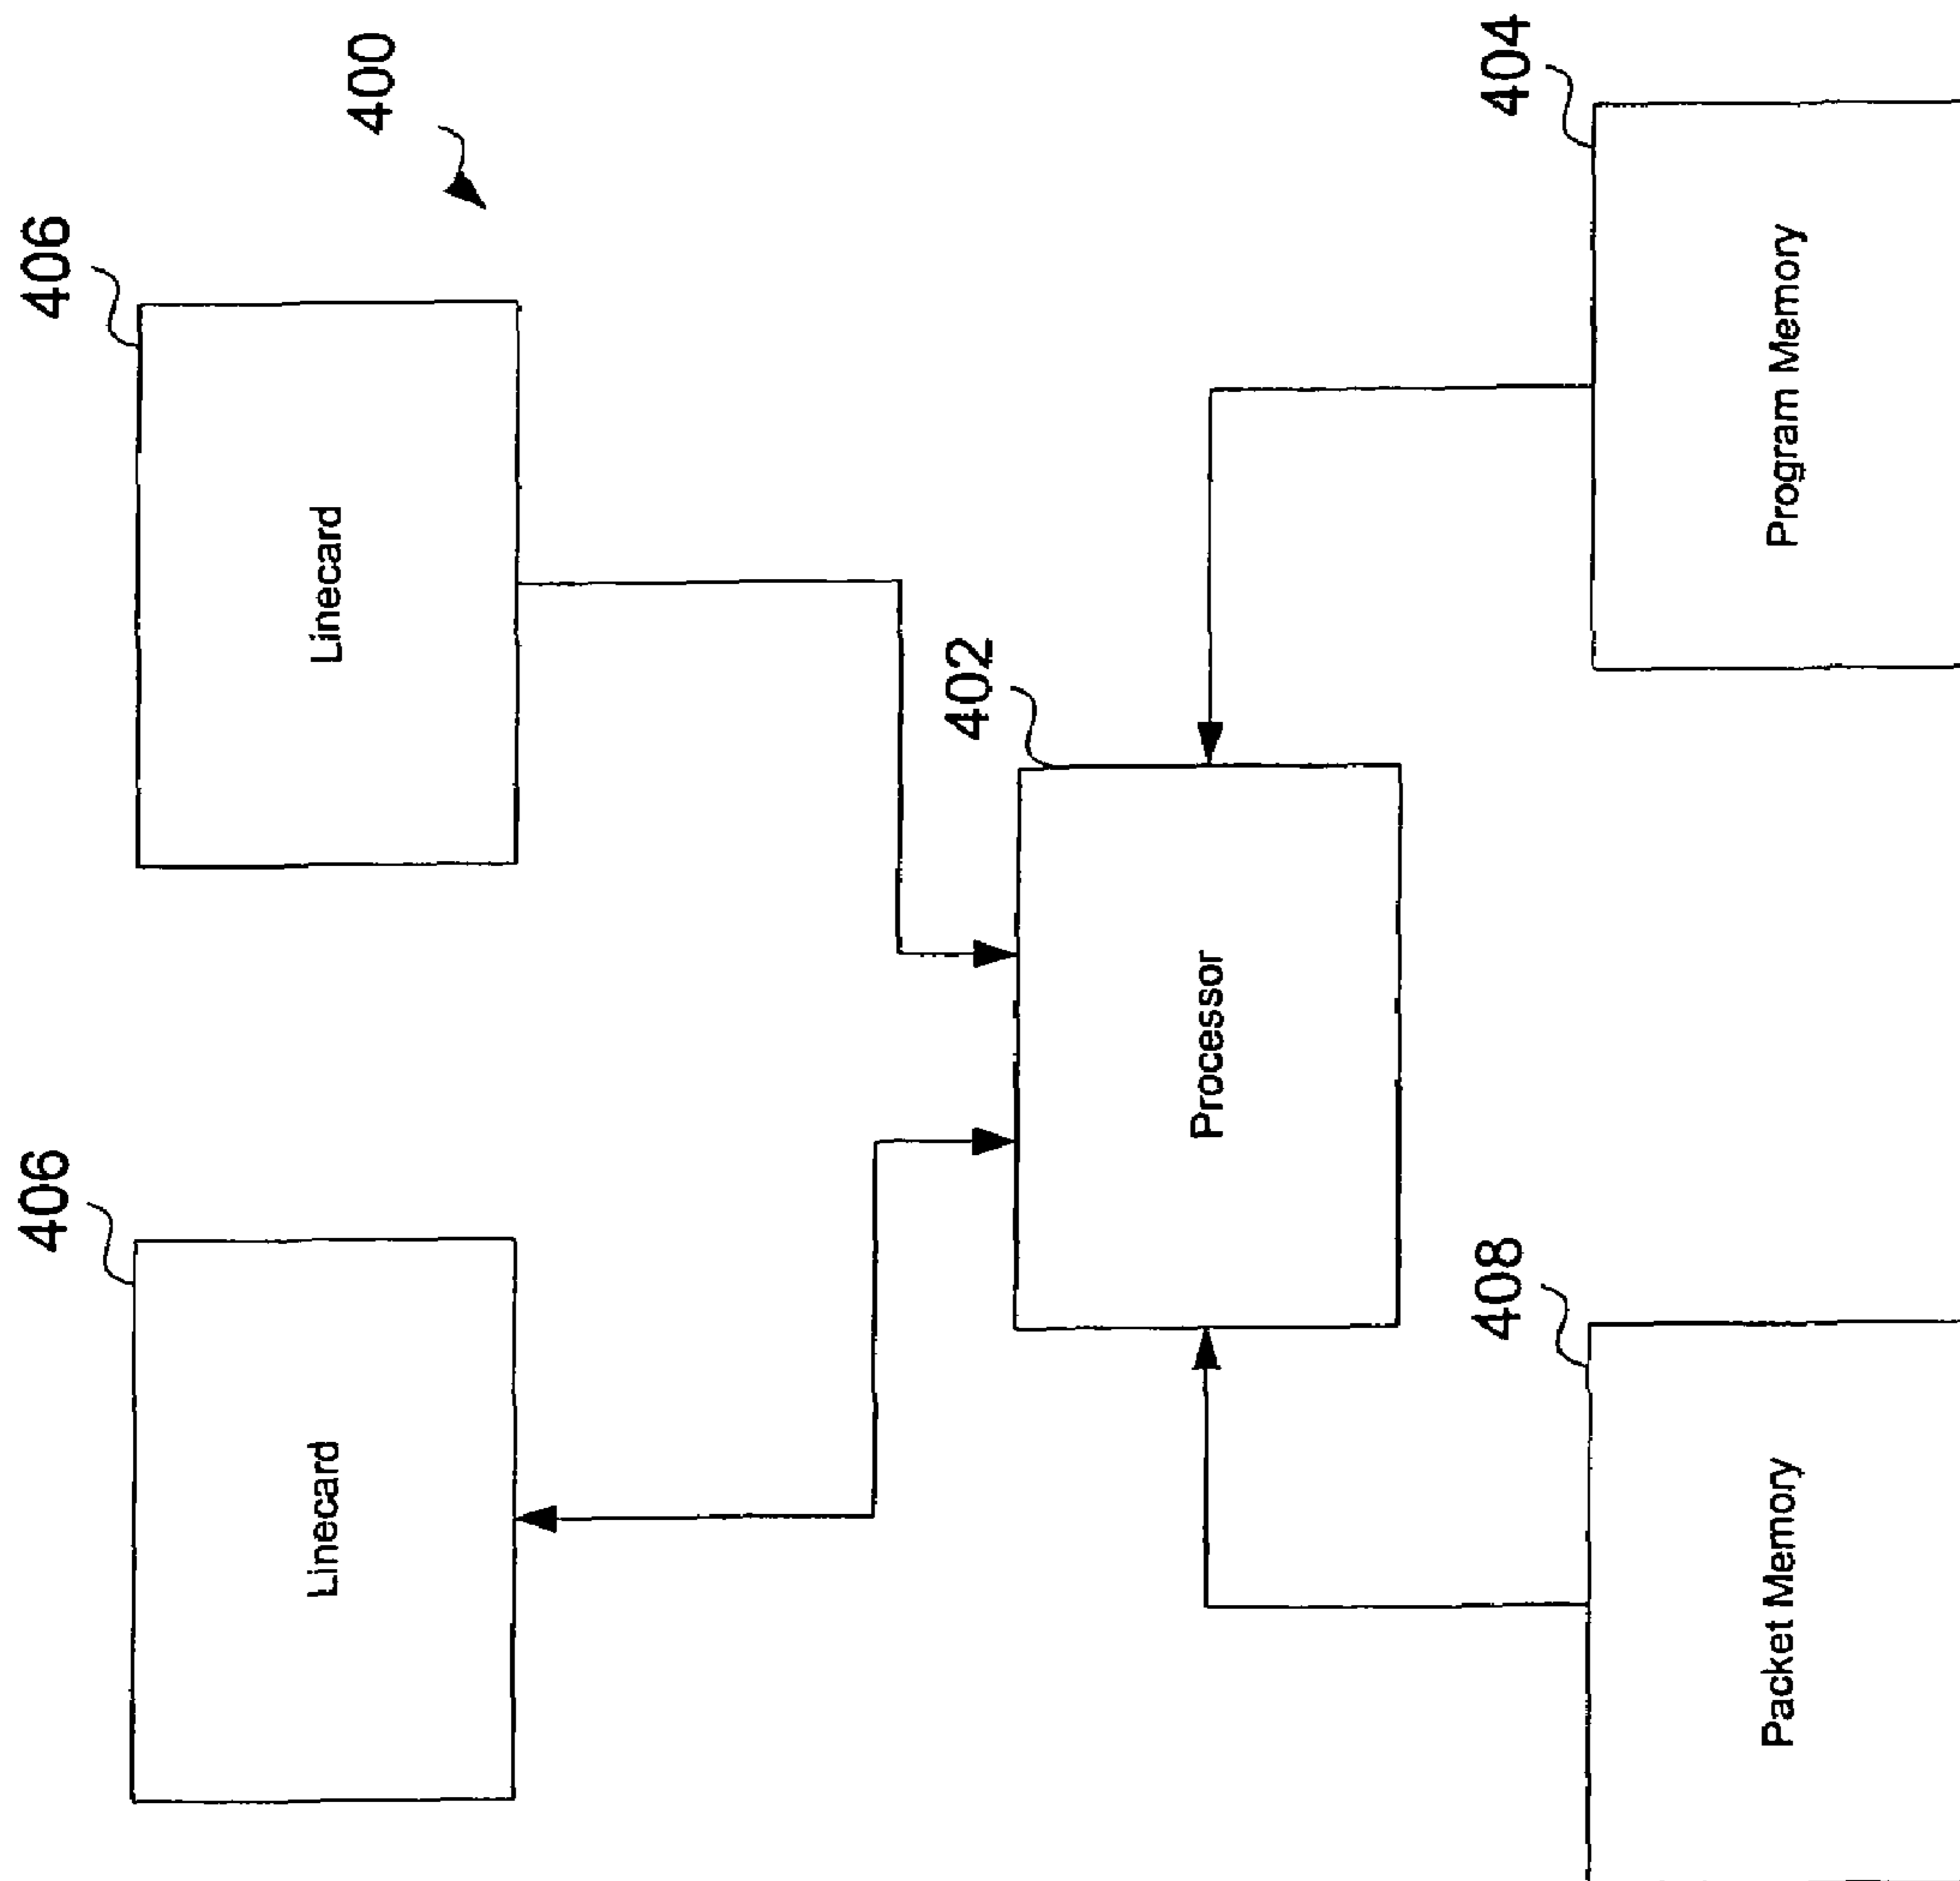 400
406
Linecard
406
Linecard
402
Processor
404
Program Memory
408
Packet Memory